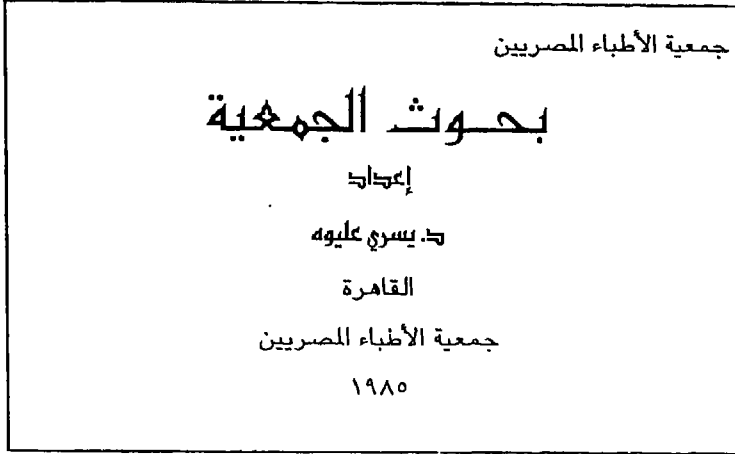 جمعية الأطباء المصريين
بحوث الجمعية
إعداد
د. يسري عليوه
القاهرة
جمعية الأطباء المصريين
١٩٨٥